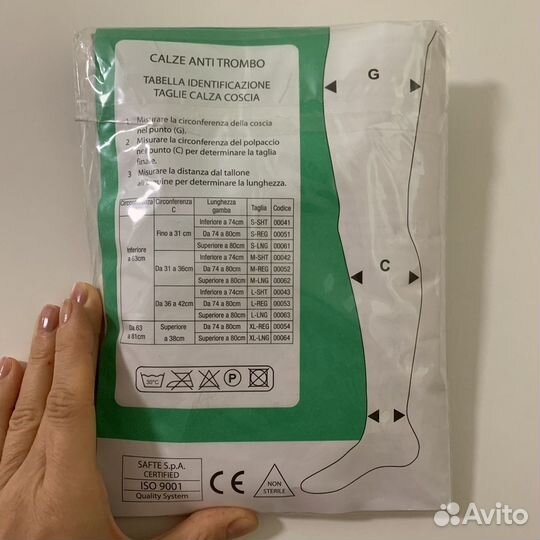 CALZE ANTI TROMBO
TABELLA IDENTIFICAZIONE
TAGLIE CALZA COSCIA
1 Misurare la circonferenza della coscia
nel punto (G).
2 Misurare la circonferenza del polpaccio
nel punto (C) per determinare la taglia
finale.
3 Misurare la distanza dal tallone
all'inguine per determinare la lunghezza.
Circonferenza Circonferenza C Lunghezza gamba Taglia Codice
Inferiore a 63cm
Fino a 31 cm
Inferiore a 74cm S-SHT 00041
Da 74 a 80cm S-REG 00051
Superiore a 80cm S-LNG 00061
Da 31 a 36cm
Inferiore a 74cm M-SHT 00042
Da 74 a 80cm M-REG 00052
Superiore a 80cm M-LNG 00062
Da 36 a 42cm
Inferiore a 74cm L-SHT 00043
Da 74 a 80cm L-REG 00053
Superiore a 80cm L-LNG 00063
Da 63 a 81cm
Superiore a 38cm
Da 74 a 80cm XL-REG 00054
Superiore a 80cm XL-LNG 00064
30°C
P
SAFTE S.p.A.
CERTIFIED
ISO 9001
Quality System
CE
NON
STERILE
G
C
Avito